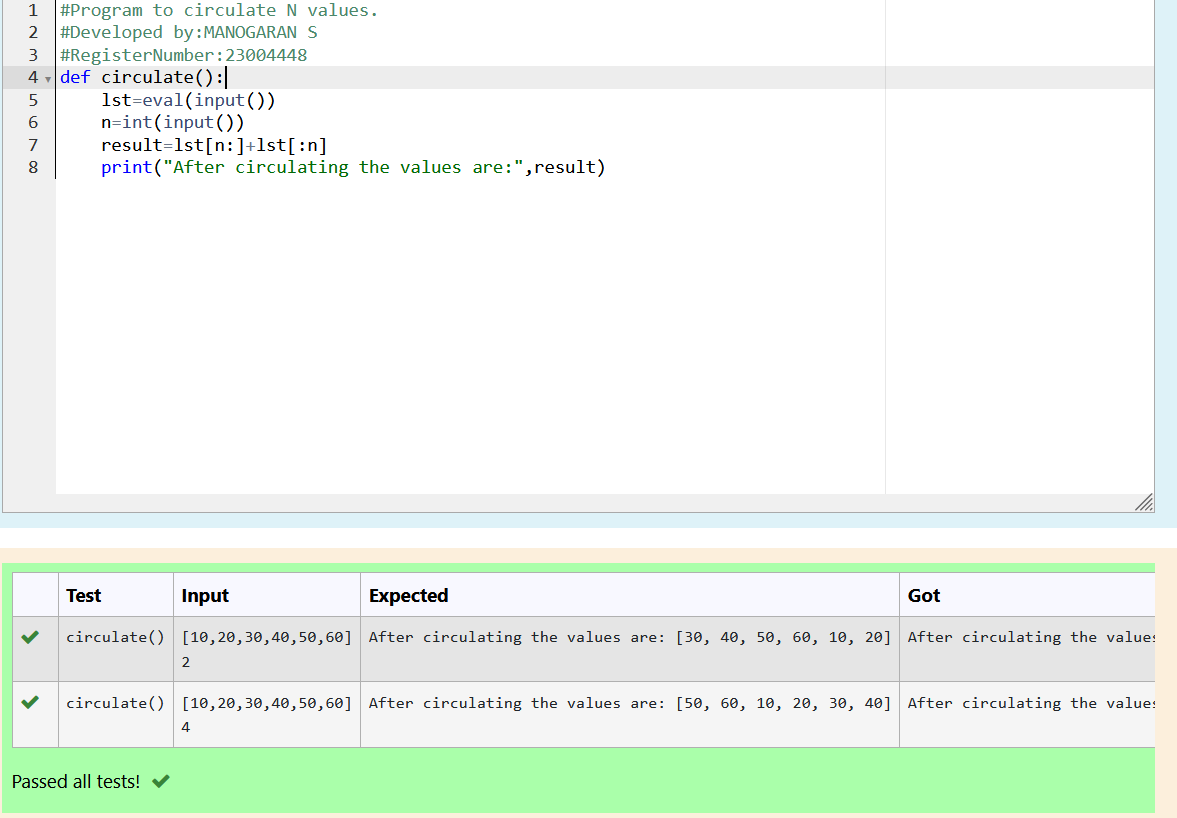 1 #Program to circulate N values.
2 #Developed by:MANOGARAN S
3 #RegisterNumber:23004448
4 def circulate():
5     lst=eval(input())
6     n=int(input())
7     result=lst[n:]+lst[:n]
8     print("After circulating the values are:",result)
Test Input Expected Got
circulate() [10,20,30,40,50,60] After circulating the values are: [30, 40, 50, 60, 10, 20] After circulating the values
2
circulate() [10,20,30,40,50,60] After circulating the values are: [50, 60, 10, 20, 30, 40] After circulating the values
4
Passed all tests!